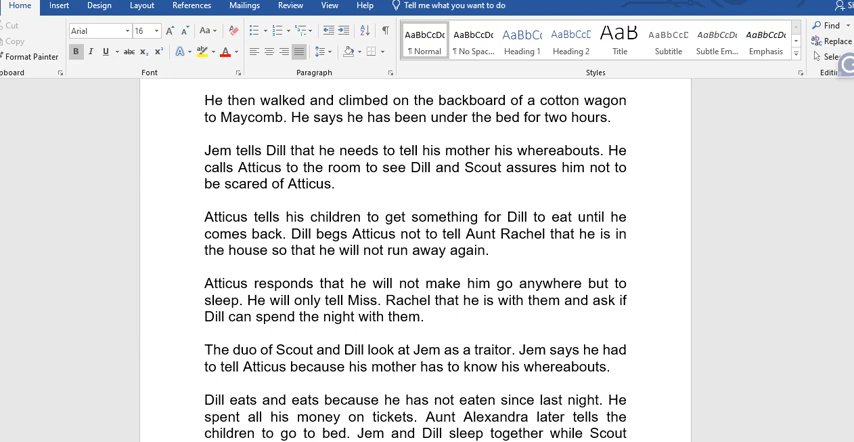 Home Insert Design Layout References Mailings Review View Help Tell me what you want to do
Cut
Copy
Format Painter
Arial 16 A A Aa
B I U abc x₂ x² A ab A
Find
Replace
AaBbCcDc AaBbCcDc AaBbCc AaBbCcD AaB AaBbCcD AaBbCcDc AaBbCcDc
¶ Normal ¶ No Spac... Heading 1 Heading 2 Title Subtitle Subtle Em... Emphasis
Font Paragraph Styles
He then walked and climbed on the backboard of a cotton wagon
to Maycomb. He says he has been under the bed for two hours.
Jem tells Dill that he needs to tell his mother his whereabouts. He
calls Atticus to the room to see Dill and Scout assures him not to
be scared of Atticus.
Atticus tells his children to get something for Dill to eat until he
comes back. Dill begs Atticus not to tell Aunt Rachel that he is in
the house so that he will not run away again.
Atticus responds that he will not make him go anywhere but to
sleep. He will only tell Miss. Rachel that he is with them and ask if
Dill can spend the night with them.
The duo of Scout and Dill look at Jem as a traitor. Jem says he had
to tell Atticus because his mother has to know his whereabouts.
Dill eats and eats because he has not eaten since last night. He
spent all his money on tickets. Aunt Alexandra later tells the
children to go to bed. Jem and Dill sleep together while Scout